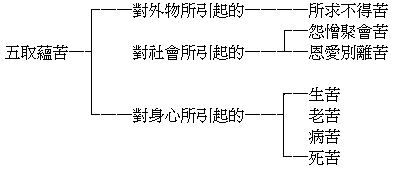 對外物所引起的 所求不得苦
怨憎聚會苦
五取蘊苦 對社會所引起的
恩愛別離苦
生苦
對身心所引起的 老苦
病苦
死苦